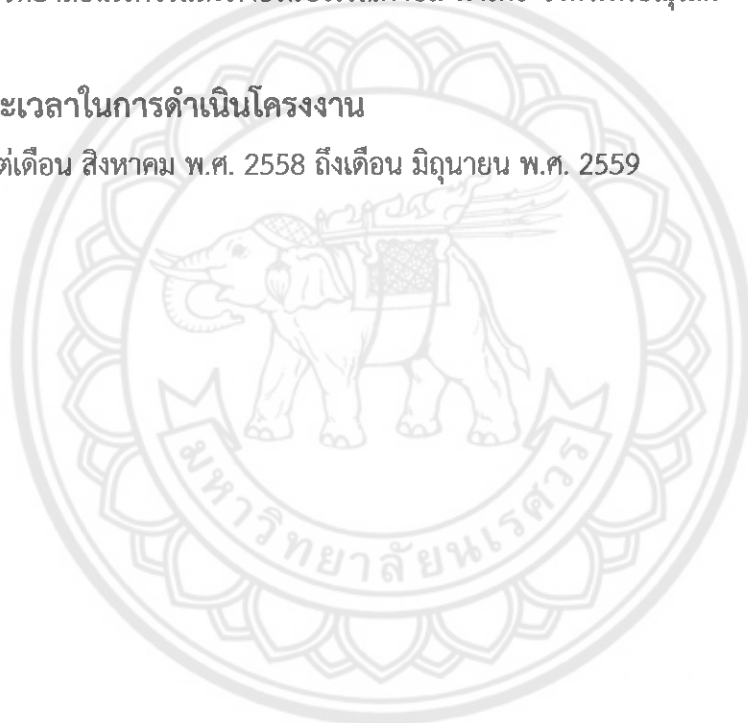 ะเวลาในการดำเนินโครงงาน
ต่เดือน สิงหาคม พ.ศ. 2558 ถึงเดือน มิถุนายน พ.ศ. 2559
มหาวิทยาลัยนเรศวร